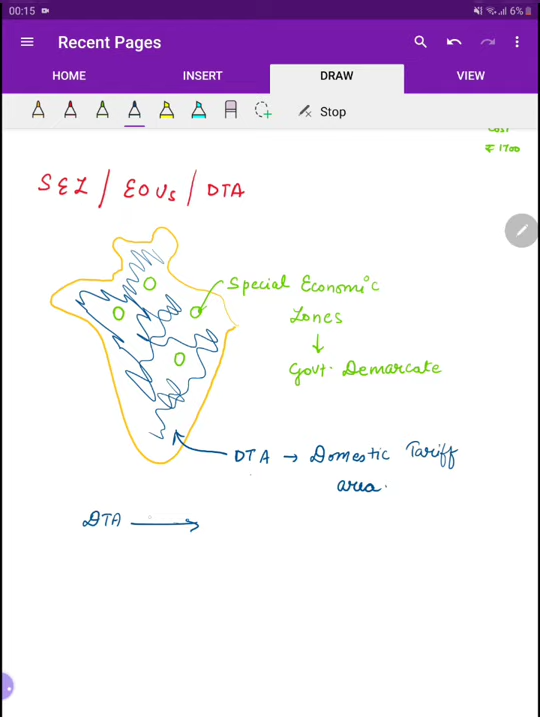 00:15 6%
Recent Pages
HOME INSERT DRAW VIEW
Stop
Cost
₹ 1700
SEZ / EOUs / DTA
Special Economic
Zones
Govt. Demarcate
DTA → Domestic Tariff
area.
DTA →